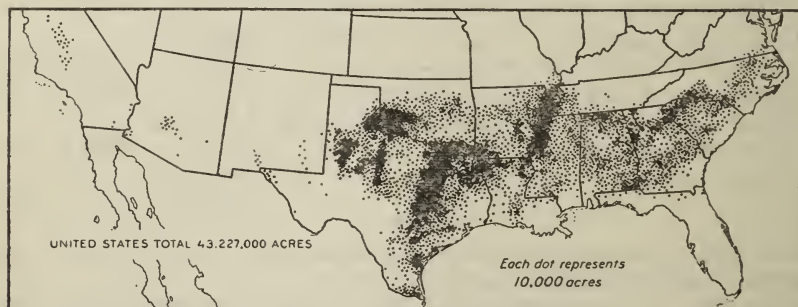 UNITED STATES TOTAL 43.227,000 ACRES
Each dot represents
10,000 acres